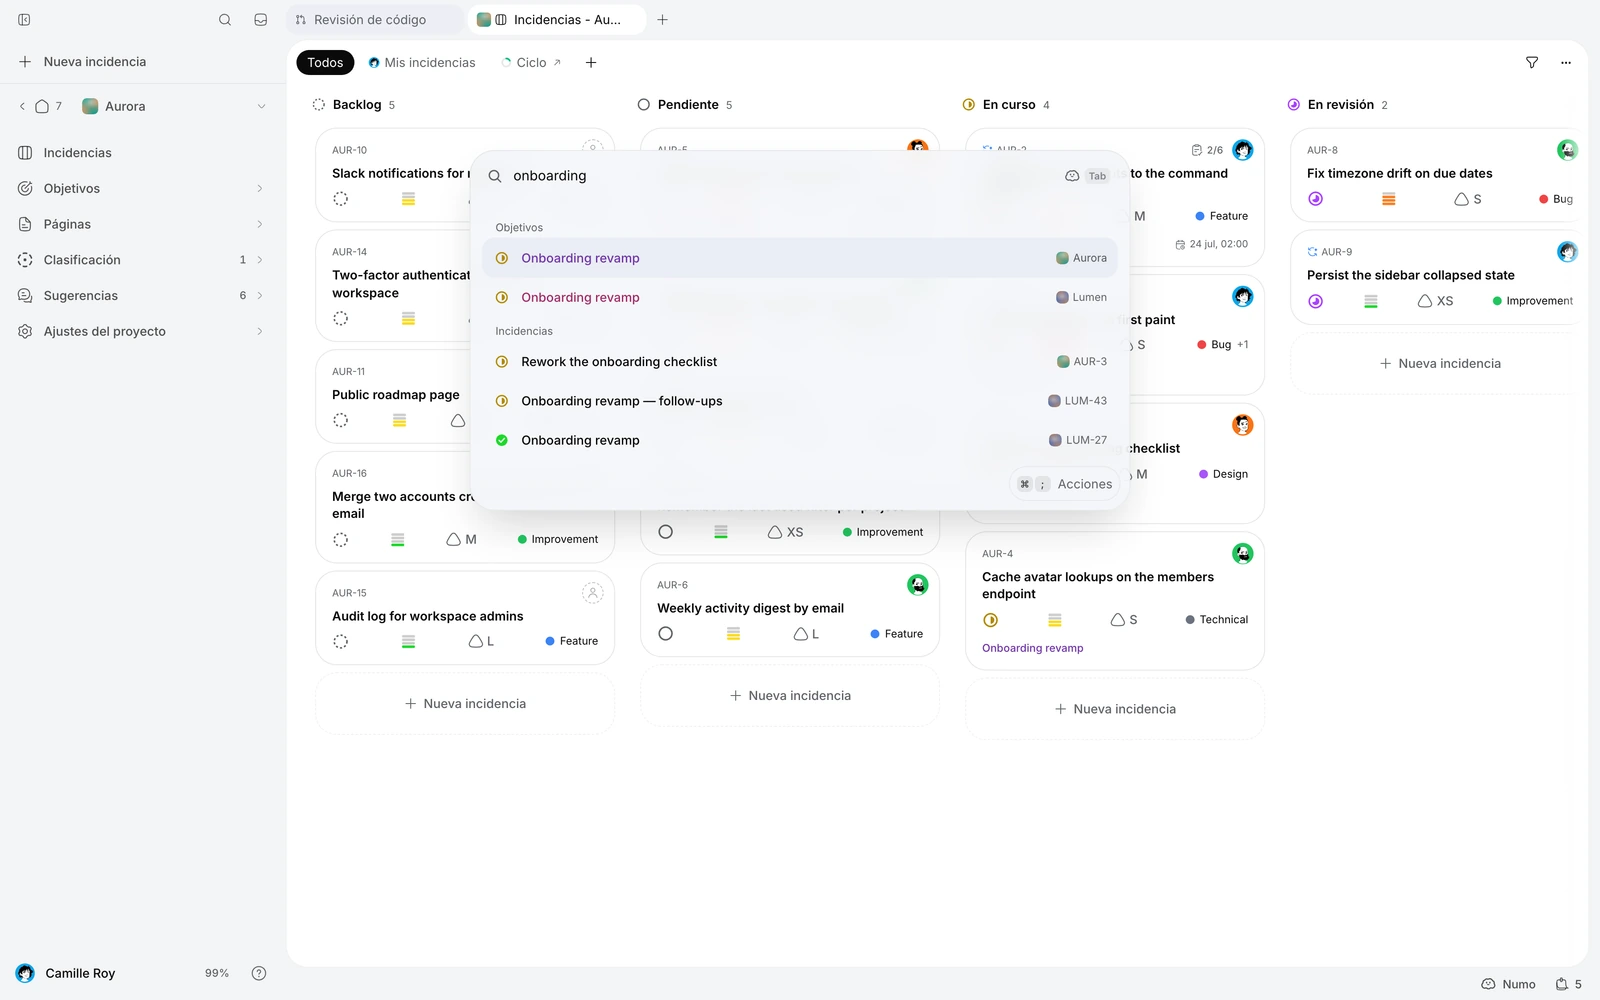 Revisión de código
Incidencias - Au...
Nueva incidencia
7
Aurora
Incidencias
Objetivos
Páginas
Clasificación 1
Sugerencias 6
Ajustes del proyecto
Camille Roy
99%
Todos
Mis incidencias
Ciclo ↗
Backlog 5
AUR-10
Slack notifications for
AUR-14
Two-factor authenticat
workspace
AUR-11
Public roadmap page
AUR-16
Merge two accounts cr
email
M
Improvement
AUR-15
Audit log for workspace admins
L
Feature
Nueva incidencia
Pendiente 5
AUR-5
XS
Improvement
AUR-6
Weekly activity digest by email
L
Feature
Nueva incidencia
En curso 4
AUR-2
2/6
to the command
M
Feature
24 jul, 02:00
first paint
S
Bug +1
checklist
M
Design
AUR-4
Cache avatar lookups on the members
endpoint
S
Technical
Onboarding revamp
Nueva incidencia
En revisión 2
AUR-8
Fix timezone drift on due dates
S
Bug
AUR-9
Persist the sidebar collapsed state
XS
Improvement
Nueva incidencia
onboarding
Tab
Objetivos
Onboarding revamp
Aurora
Onboarding revamp
Lumen
Incidencias
Rework the onboarding checklist
AUR-3
Onboarding revamp — follow-ups
LUM-43
Onboarding revamp
LUM-27
⌘ ; Acciones
Numo
5